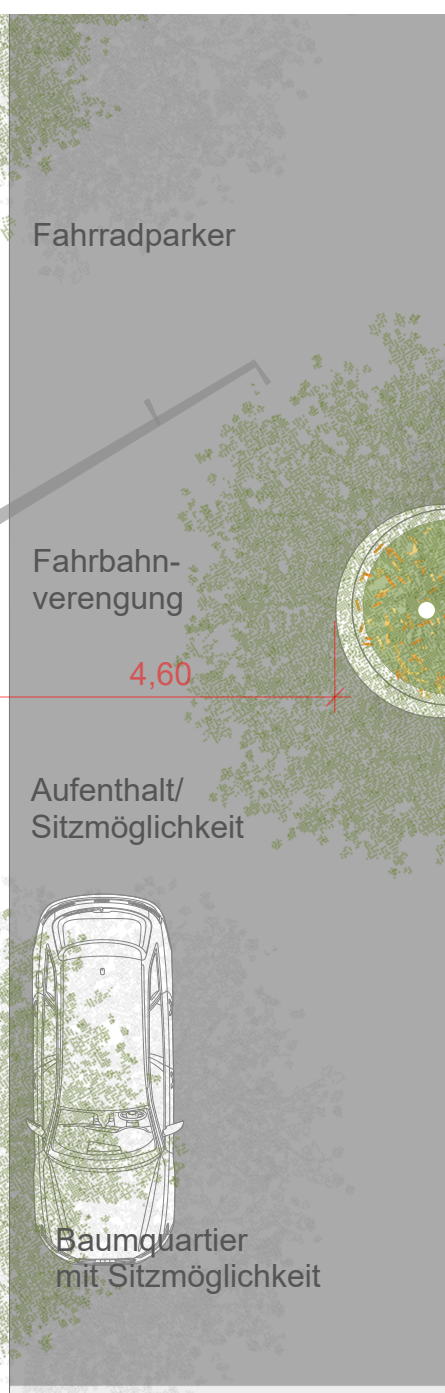 Fahrradparker
Fahrbahn-
verengung
4,60
Aufenthalt/
Sitzmöglichkeit
Baumquartier
mit Sitzmöglichkeit